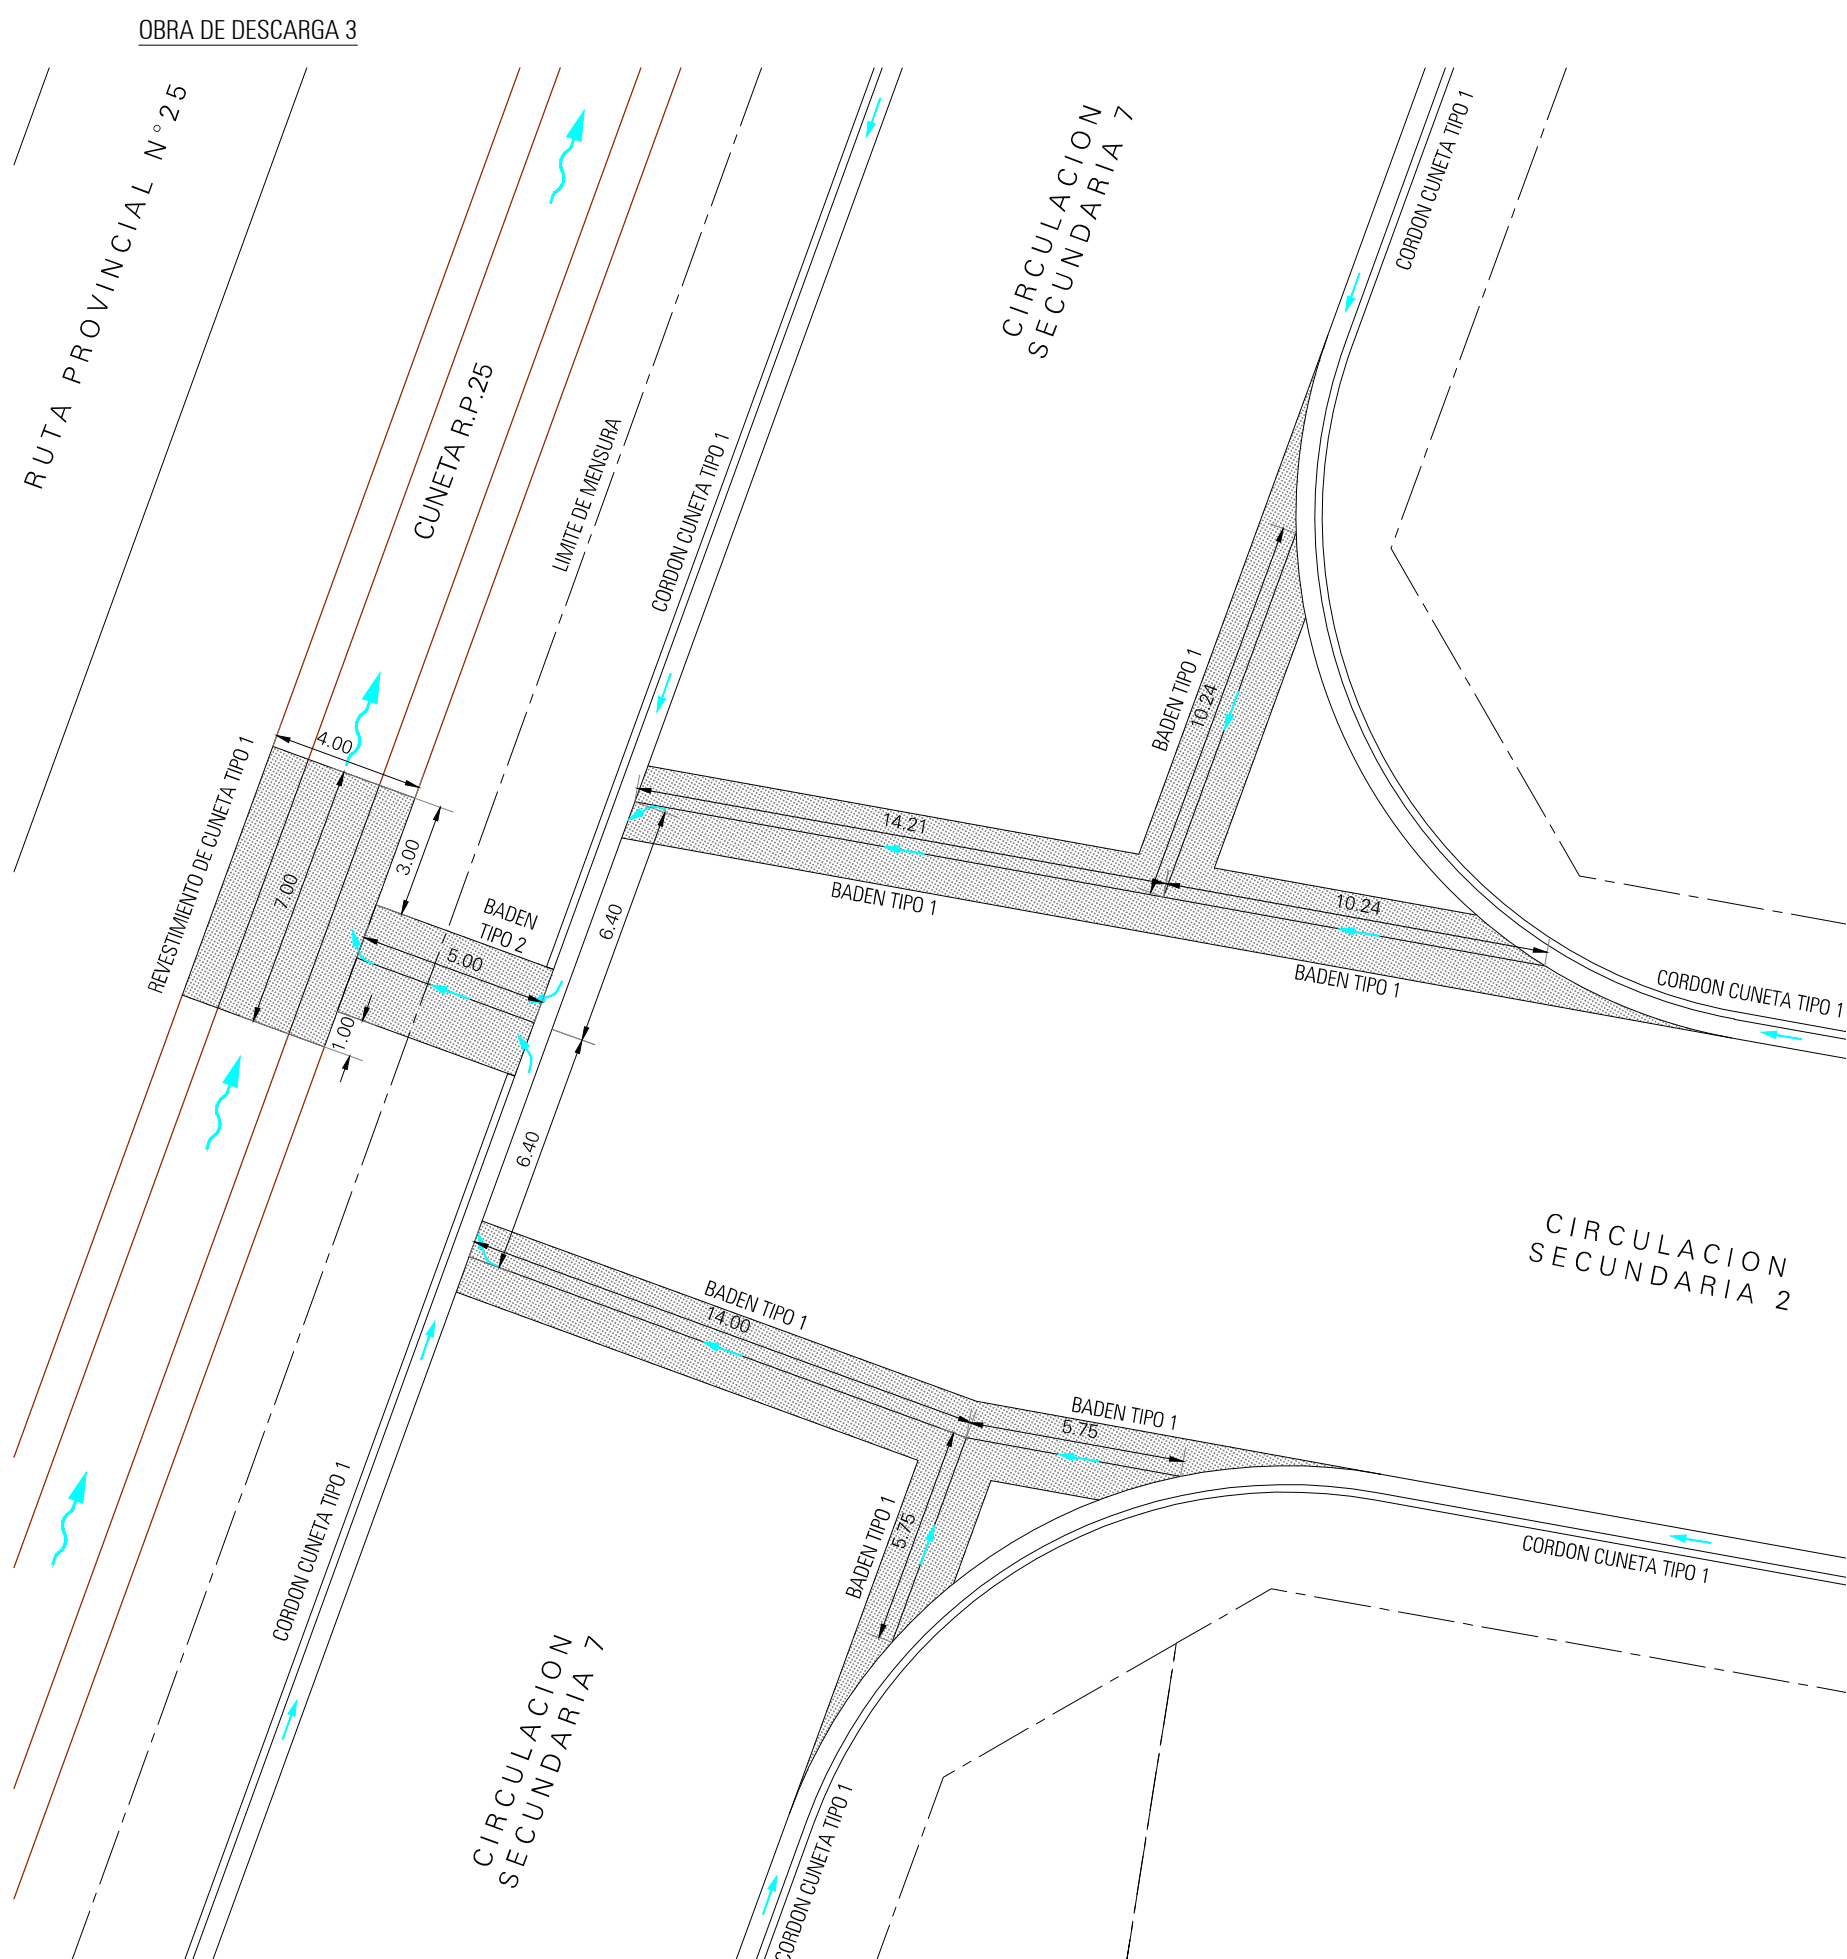 OBRA DE DESCARGA 3
RUTA PROVINCIAL N°25
CUNETA R.P.25
LIMITE DE MENSURA
CORDON CUNETA TIPO 1
CIRCULACION
SECUNDARIA 7
CORDON CUNETA TIPO 1
BADEN TIPO 1
10.24
REVESTIMIENTO DE CUNETA TIPO 1
4.00
7.00
3.00
1.00
BADEN
TIPO 2
5.00
6.40
6.40
14.21
BADEN TIPO 1
10.24
BADEN TIPO 1
CORDON CUNETA TIPO 1
CIRCULACION
SECUNDARIA 2
BADEN TIPO 1
14.00
BADEN TIPO 1
5.75
BADEN TIPO 1
5.75
CORDON CUNETA TIPO 1
CORDON CUNETA TIPO 1
CIRCULACION
SECUNDARIA 7
CORDON CUNETA TIPO 1